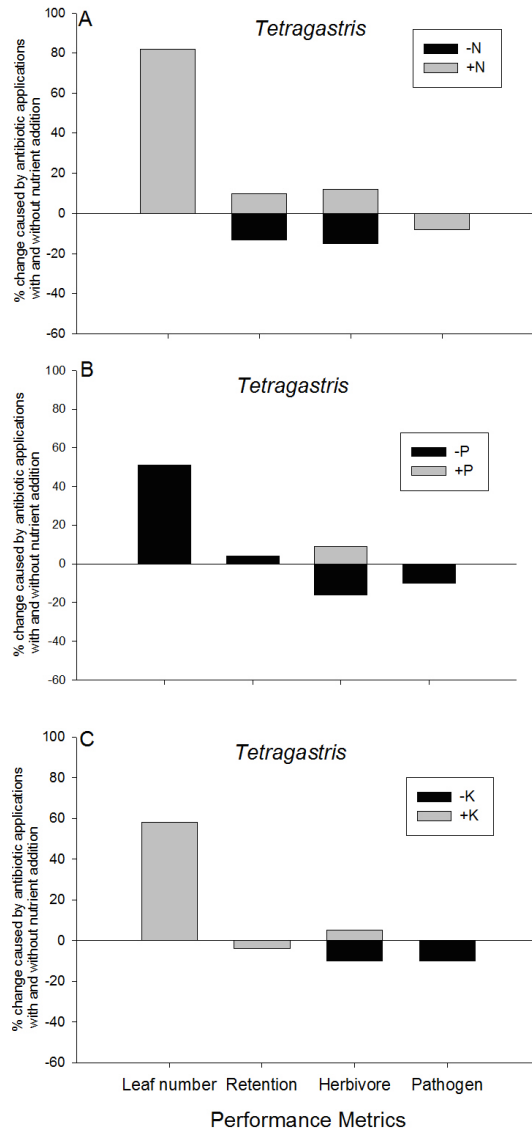 A
Tetragastris
-N
+N
% change caused by antibiotic applications
with and without nutrient addition
100
80
60
40
20
0
-20
-40
-60
B
Tetragastris
-P
+P
% change caused by antibiotic applications
with and without nutrient addition
100
80
60
40
20
0
-20
-40
-60
C
Tetragastris
-K
+K
% change caused by antibiotic applications
with and without nutrient addition
100
80
60
40
20
0
-20
-40
-60
Leaf number Retention Herbivore Pathogen
Performance Metrics